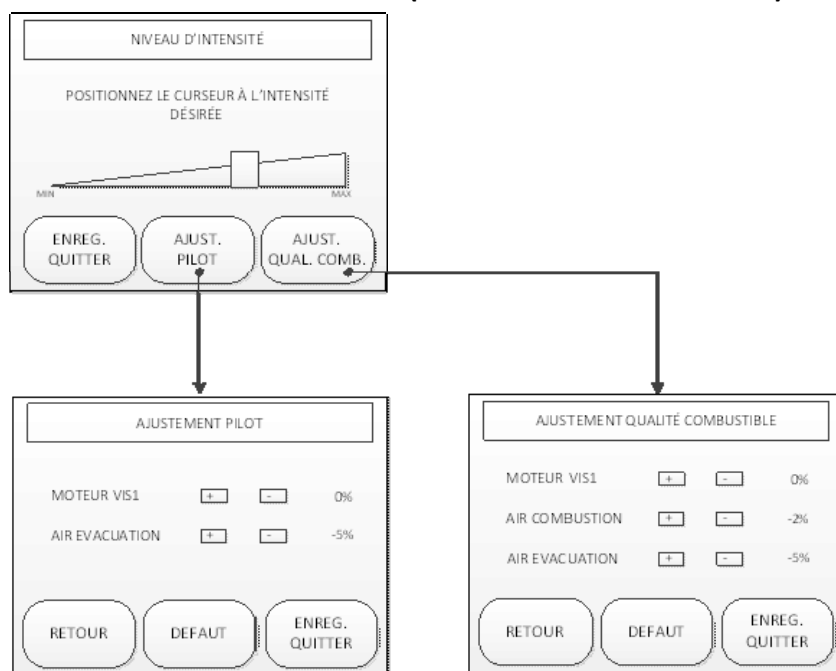 NIVEAU D'INTENSITÉ
POSITIONNEZ LE CURSEUR À L'INTENSITÉ
DÉSIRÉE
MIN
MAX
ENREG.
QUITTER
AJUST.
PILOT
AJUST.
QUAL. COMB.
AJUSTEMENT PILOT
MOTEUR VIS1 + - 0%
AIR EVACUATION + - -5%
RETOUR
DEFAUT
ENREG.
QUITTER
AJUSTEMENT QUALITÉ COMBUSTIBLE
MOTEUR VIS1 + - 0%
AIR COMBUSTION + - -2%
AIR EVACUATION + - -5%
RETOUR
DEFAUT
ENREG.
QUITTER